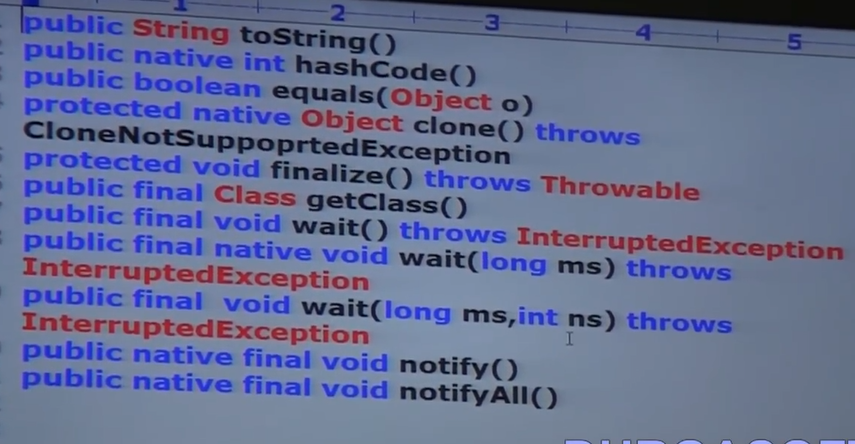 1 2 3 4 5
public String toString()
public native int hashCode()
public boolean equals(Object o)
protected native Object clone() throws
CloneNotSuppoprtedException
protected void finalize() throws Throwable
public final Class getClass()
public final void wait() throws InterruptedException
public final native void wait(long ms) throws
InterruptedException
public final  void wait(long ms,int ns) throws
InterruptedException
public native final void notify()
public native final void notifyAll()